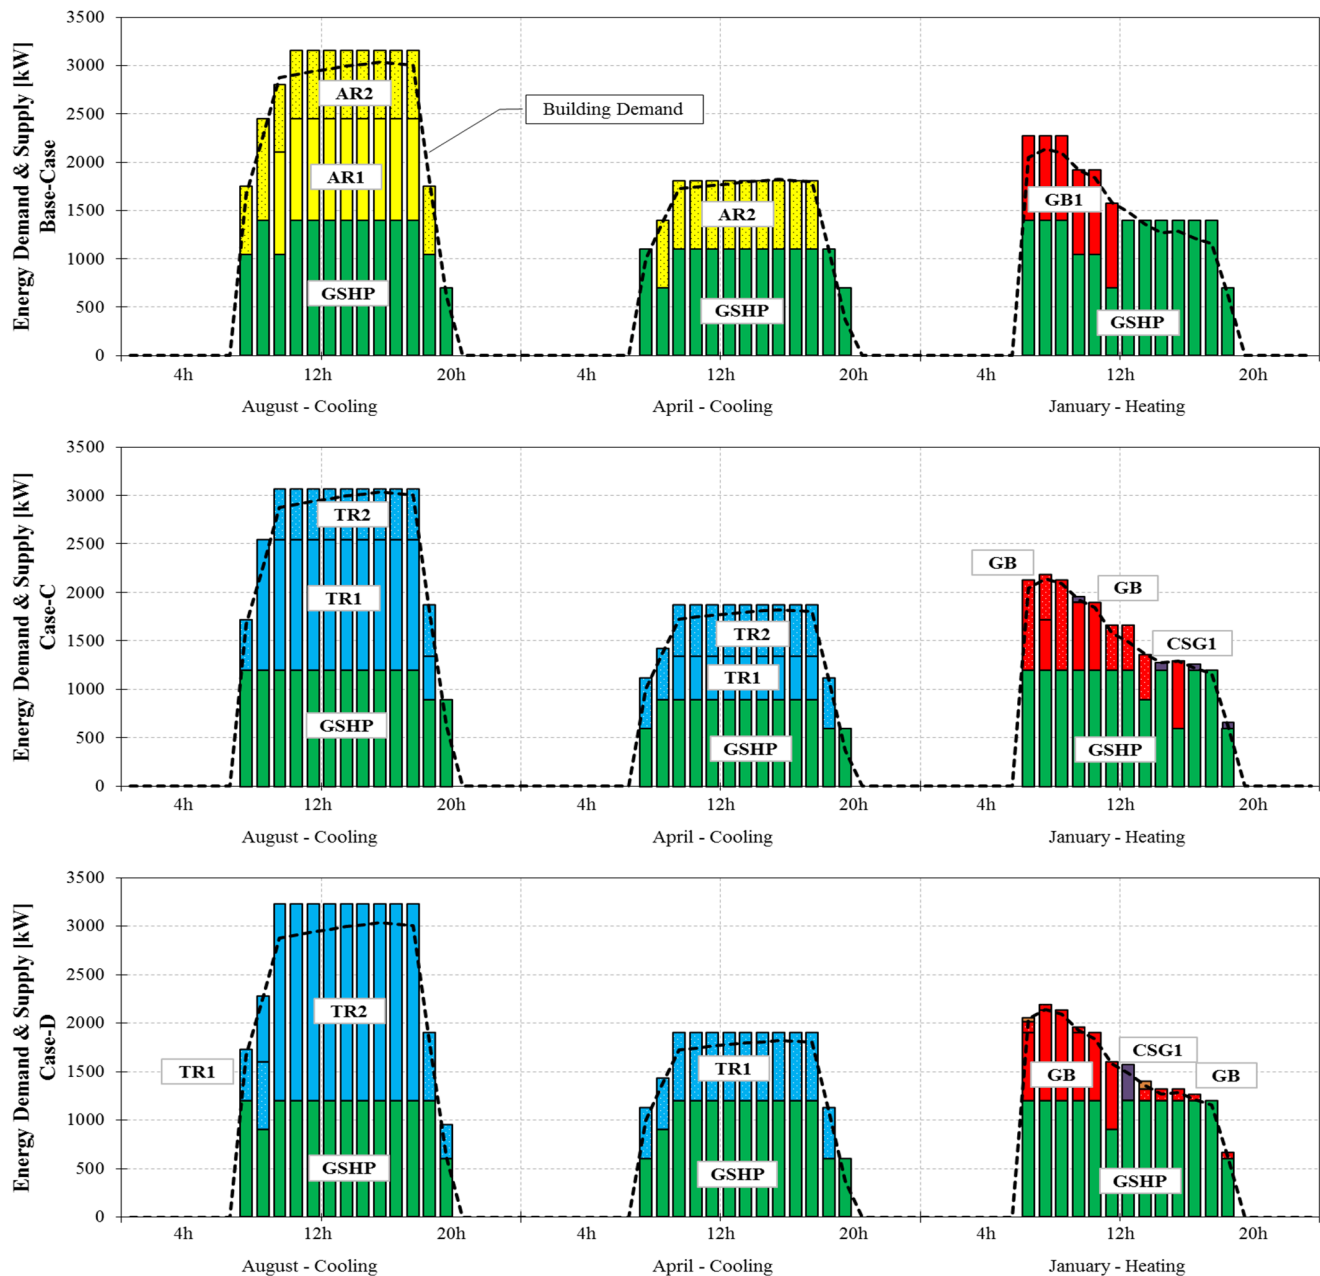 Energy Demand & Supply [kW]
Base-Case
3500
3000
2500
2000
1500
1000
500
0
AR2
AR1
GSHP
Building Demand
AR2
GSHP
GB1
GSHP
4h
12h
20h
4h
12h
20h
4h
12h
20h
August - Cooling
April - Cooling
January - Heating
Energy Demand & Supply [kW]
Case-C
3500
3000
2500
2000
1500
1000
500
0
TR2
TR1
GSHP
TR2
TR1
GSHP
GB
GB
CSG1
GSHP
4h
12h
20h
4h
12h
20h
4h
12h
20h
August - Cooling
April - Cooling
January - Heating
Energy Demand & Supply [kW]
Case-D
3500
3000
2500
2000
1500
1000
500
0
TR1
TR2
GSHP
TR1
GSHP
GB
CSG1
GB
GSHP
4h
12h
20h
4h
12h
20h
4h
12h
20h
August - Cooling
April - Cooling
January - Heating